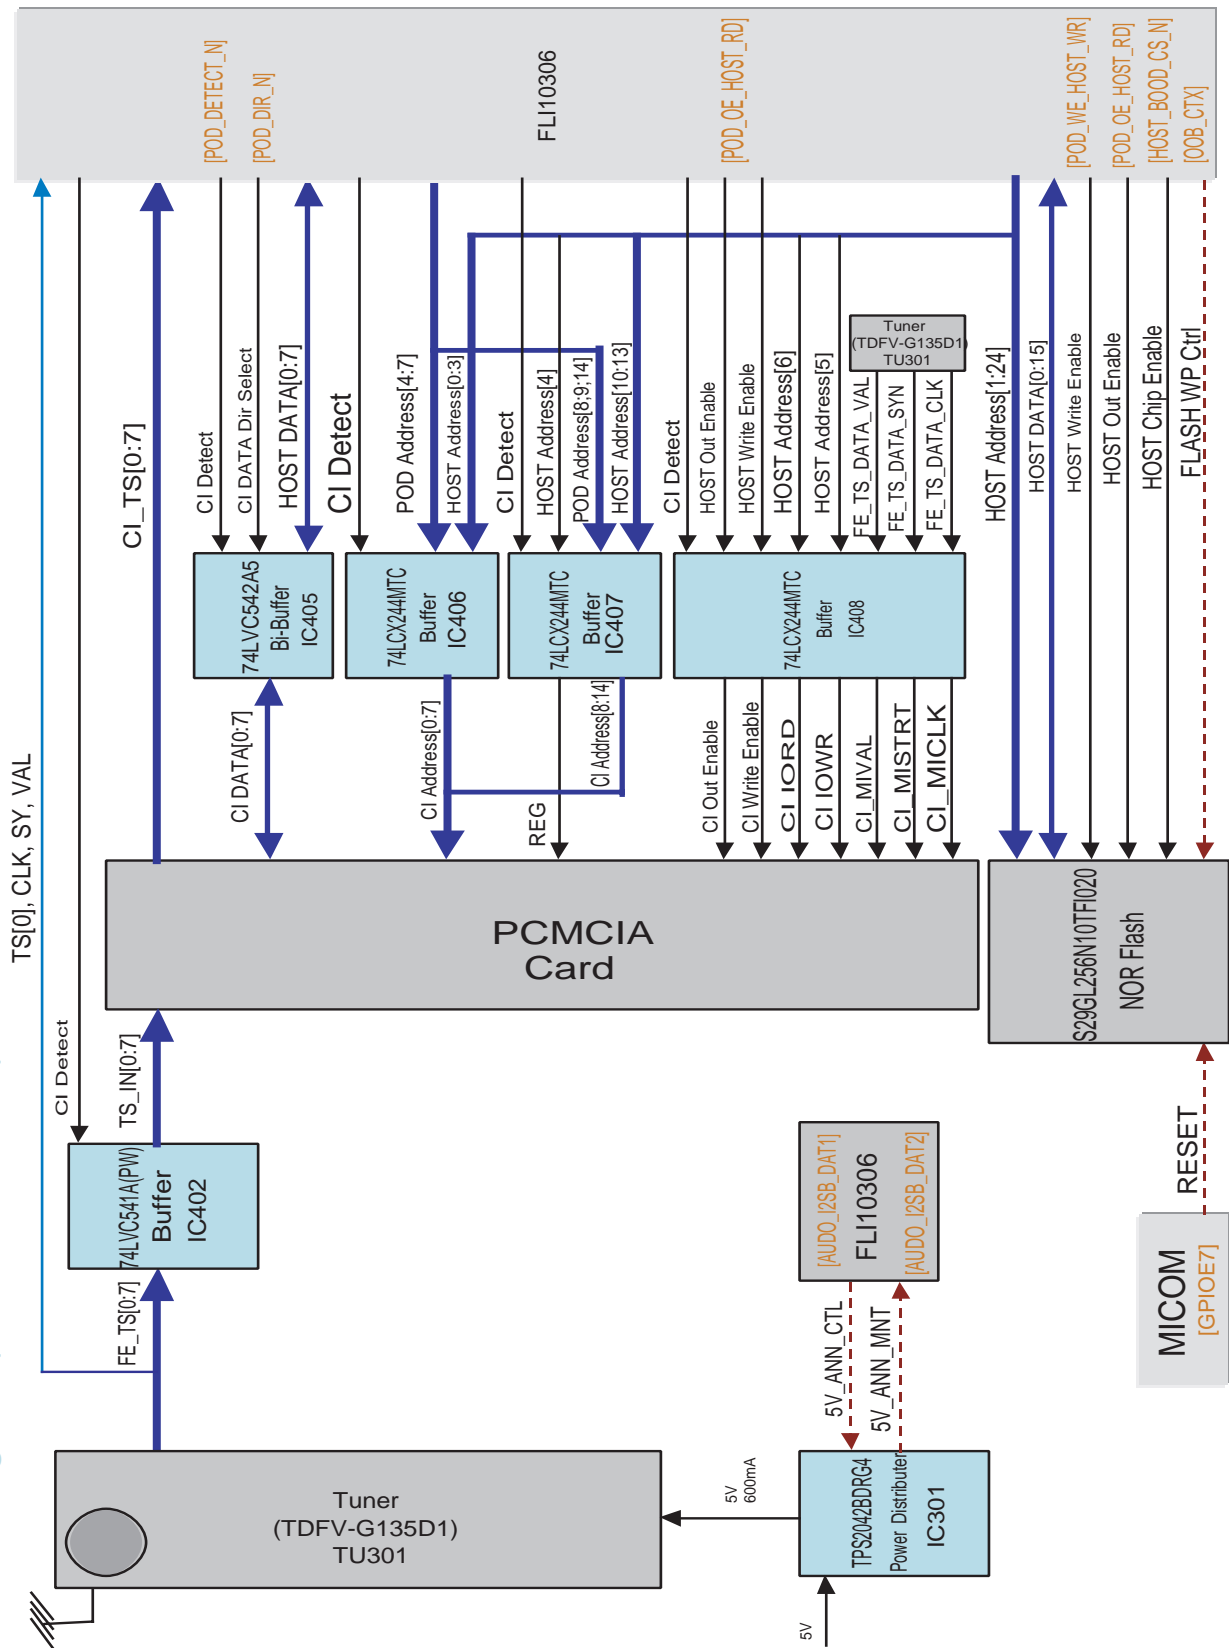 TS[0], CLK, SY, VAL
CI Detect
FE_TS[0:7]
74LVC541A(PW)
Buffer
IC402
TS_IN[0:7]
CI_TS[0:7]
Tuner
(TDFV-G135D1)
TU301
PCMCIA
Card
CI DATA[0:7]
74LVC542A5
Bi-Buffer
IC405
CI Detect
CI DATA Dir Select
HOST DATA[0:7]
[POD_DETECT_N]
[POD_DIR_N]
FLI10306
CI Address[0:7]
74LCX244MTC
Buffer
IC406
CI Detect
POD Address[4:7]
HOST Address[0:3]
REG
CI Address[8:14]
74LCX244MTC
Buffer
IC407
CI Detect
HOST Address[4]
POD Address[8;9;14]
HOST Address[10:13]
CI Out Enable
CI Write Enable
CI IORD
CI IOWR
CI_MIVAL
CI_MISTRT
CI_MICLK
74LCX244MTC
Buffer
IC408
CI Detect
HOST Out Enable
HOST Write Enable
HOST Address[6]
HOST Address[5]
FE_TS_DATA_VAL
FE_TS_DATA_SYN
FE_TS_DATA_CLK
Tuner
(TDFV-G135D1)
TU301
[POD_OE_HOST_RD]
5V
5V
600mA
TPS2042BDRG4
Power Distributer
IC301
5V_ANN_CTL
5V_ANN_MNT
[AUDO_I2SB_DAT1]
FLI10306
[AUDO_I2SB_DAT2]
MICOM
[GPIOE7]
RESET
S29GL256N10TFI020
NOR Flash
HOST Address[1:24]
HOST DATA[0:15]
HOST Write Enable
HOST Out Enable
HOST Chip Enable
FLASH WP Ctrl
[POD_WE_HOST_WR]
[POD_OE_HOST_RD]
[HOST_BOOD_CS_N]
[OOB_CTX]